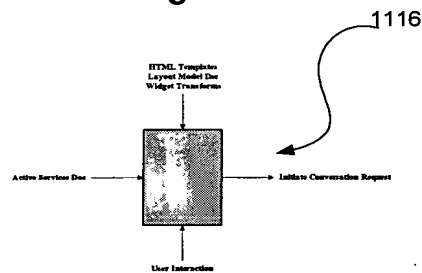 1116
HTML Templates
Layout Model Doc
Widget Transforms
Active Services Doc
Initiate Conversation Request
User Interaction